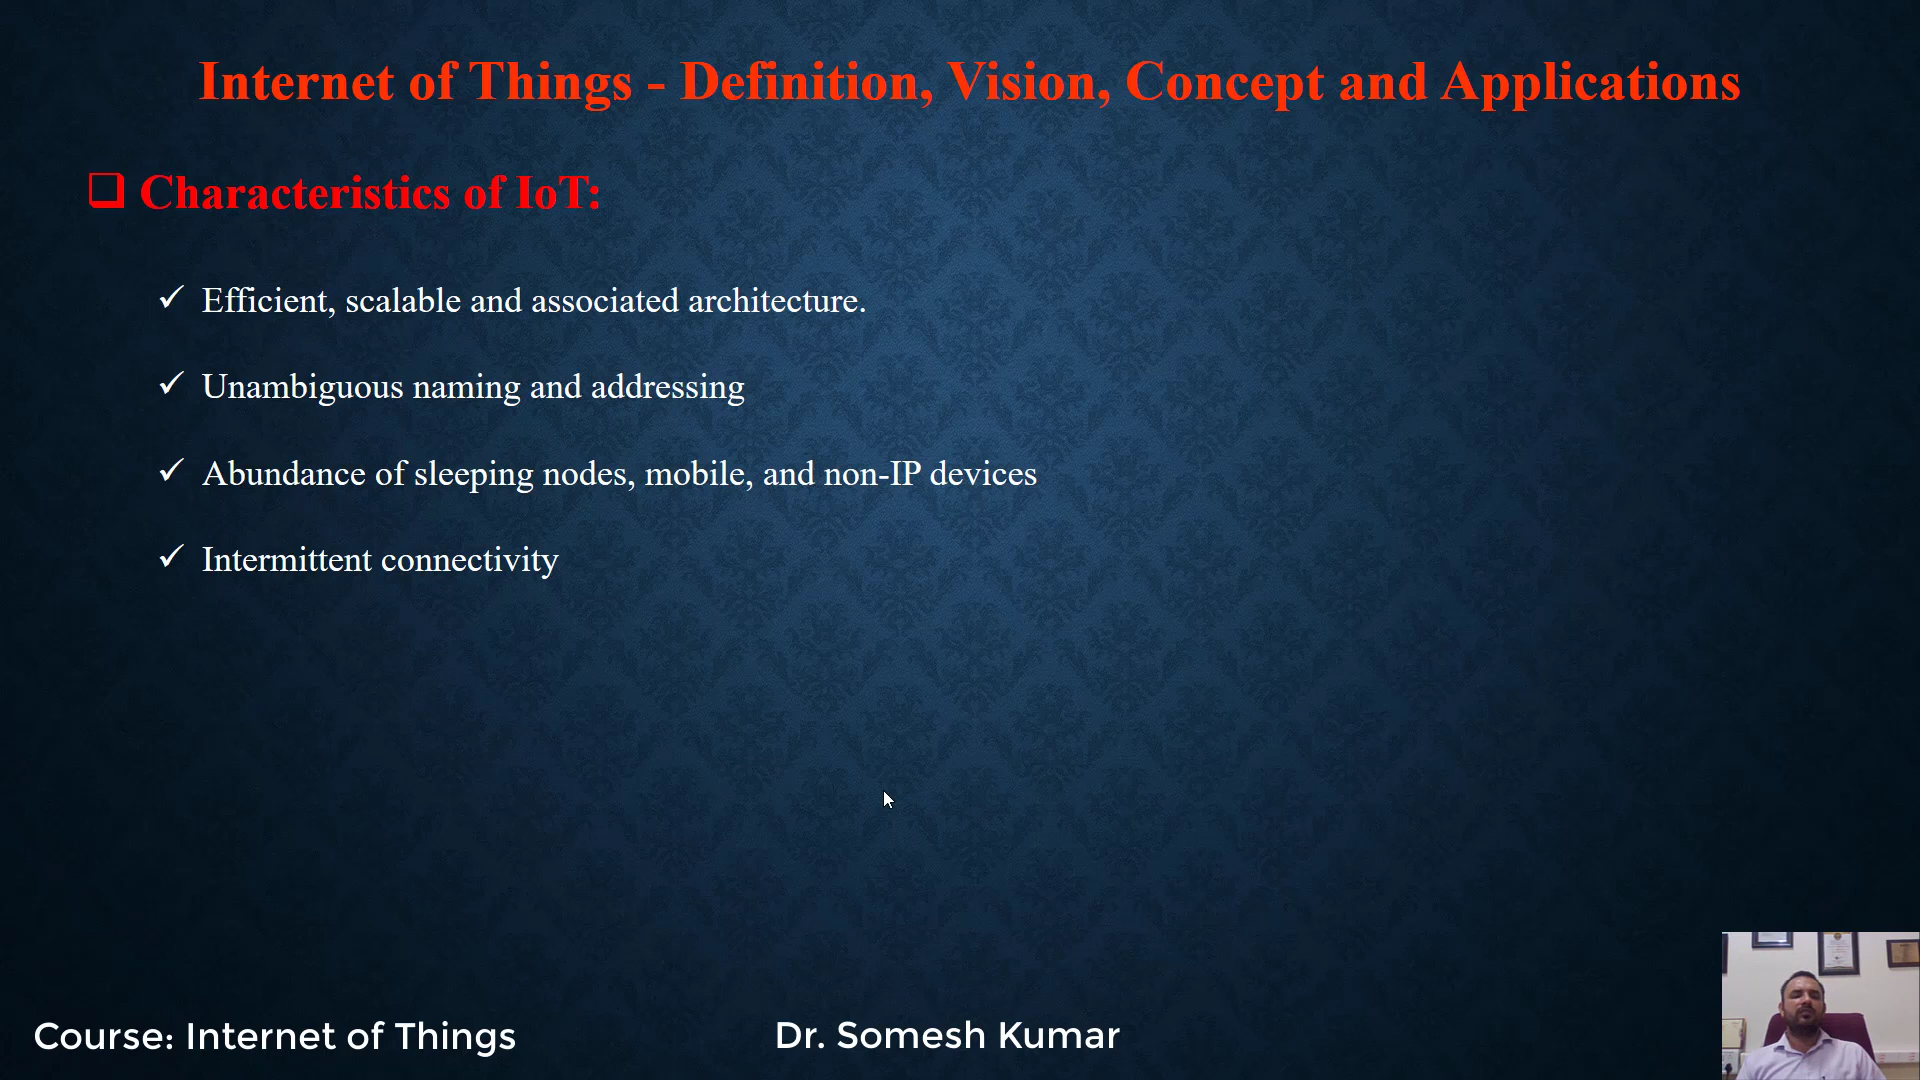 Internet of Things - Definition, Vision, Concept and Applications
Characteristics of IoT:
Efficient, scalable and associated architecture.
Unambiguous naming and addressing
Abundance of sleeping nodes, mobile, and non-IP devices
Intermittent connectivity
Course: Internet of Things
Dr. Somesh Kumar